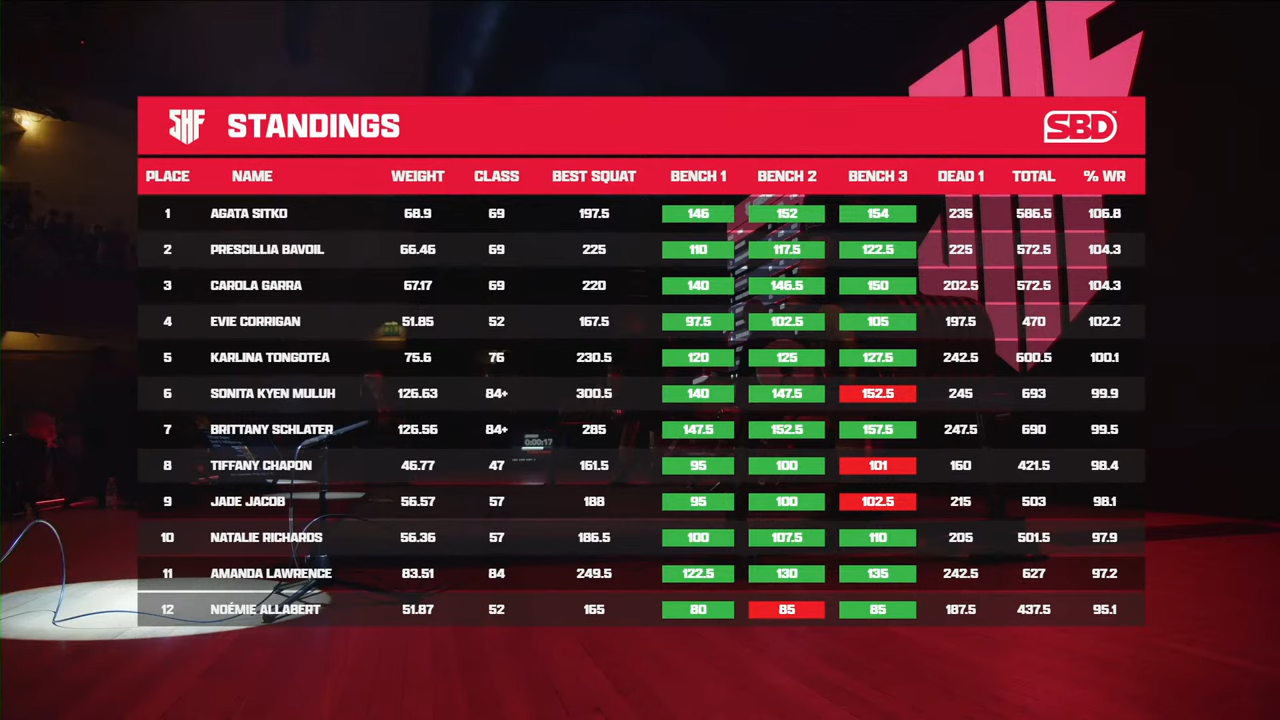 SHF STANDINGS SBD
PLACE NAME WEIGHT CLASS BEST SQUAT BENCH 1 BENCH 2 BENCH 3 DEAD 1 TOTAL % WR
1 AGATA SITKO 68.9 69 197.5 146 152 154 235 586.5 106.8
2 PRESCILLIA BAVOIL 66.46 69 225 110 117.5 122.5 225 572.5 104.3
3 CAROLA GARRA 67.17 69 220 140 146.5 150 202.5 572.5 104.3
4 EVIE CORRIGAN 51.85 52 167.5 97.5 102.5 105 197.5 470 102.2
5 KARLINA TONGOTEA 75.6 76 230.5 120 125 127.5 242.5 600.5 100.1
6 SONITA KYEN MULUH 126.63 84+ 300.5 140 147.5 152.5 245 693 99.9
7 BRITTANY SCHLATER 126.56 84+ 285 147.5 152.5 157.5 247.5 690 99.5
8 TIFFANY CHAPON 46.77 47 161.5 95 100 101 160 421.5 98.4
9 JADE JACOB 56.57 57 188 95 100 102.5 215 503 98.1
10 NATALIE RICHARDS 56.36 57 186.5 100 107.5 110 205 501.5 97.9
11 AMANDA LAWRENCE 83.51 84 249.5 122.5 130 135 242.5 627 97.2
12 NOÉMIE ALLABERT 51.87 52 165 80 85 85 187.5 437.5 95.1
0:00:17